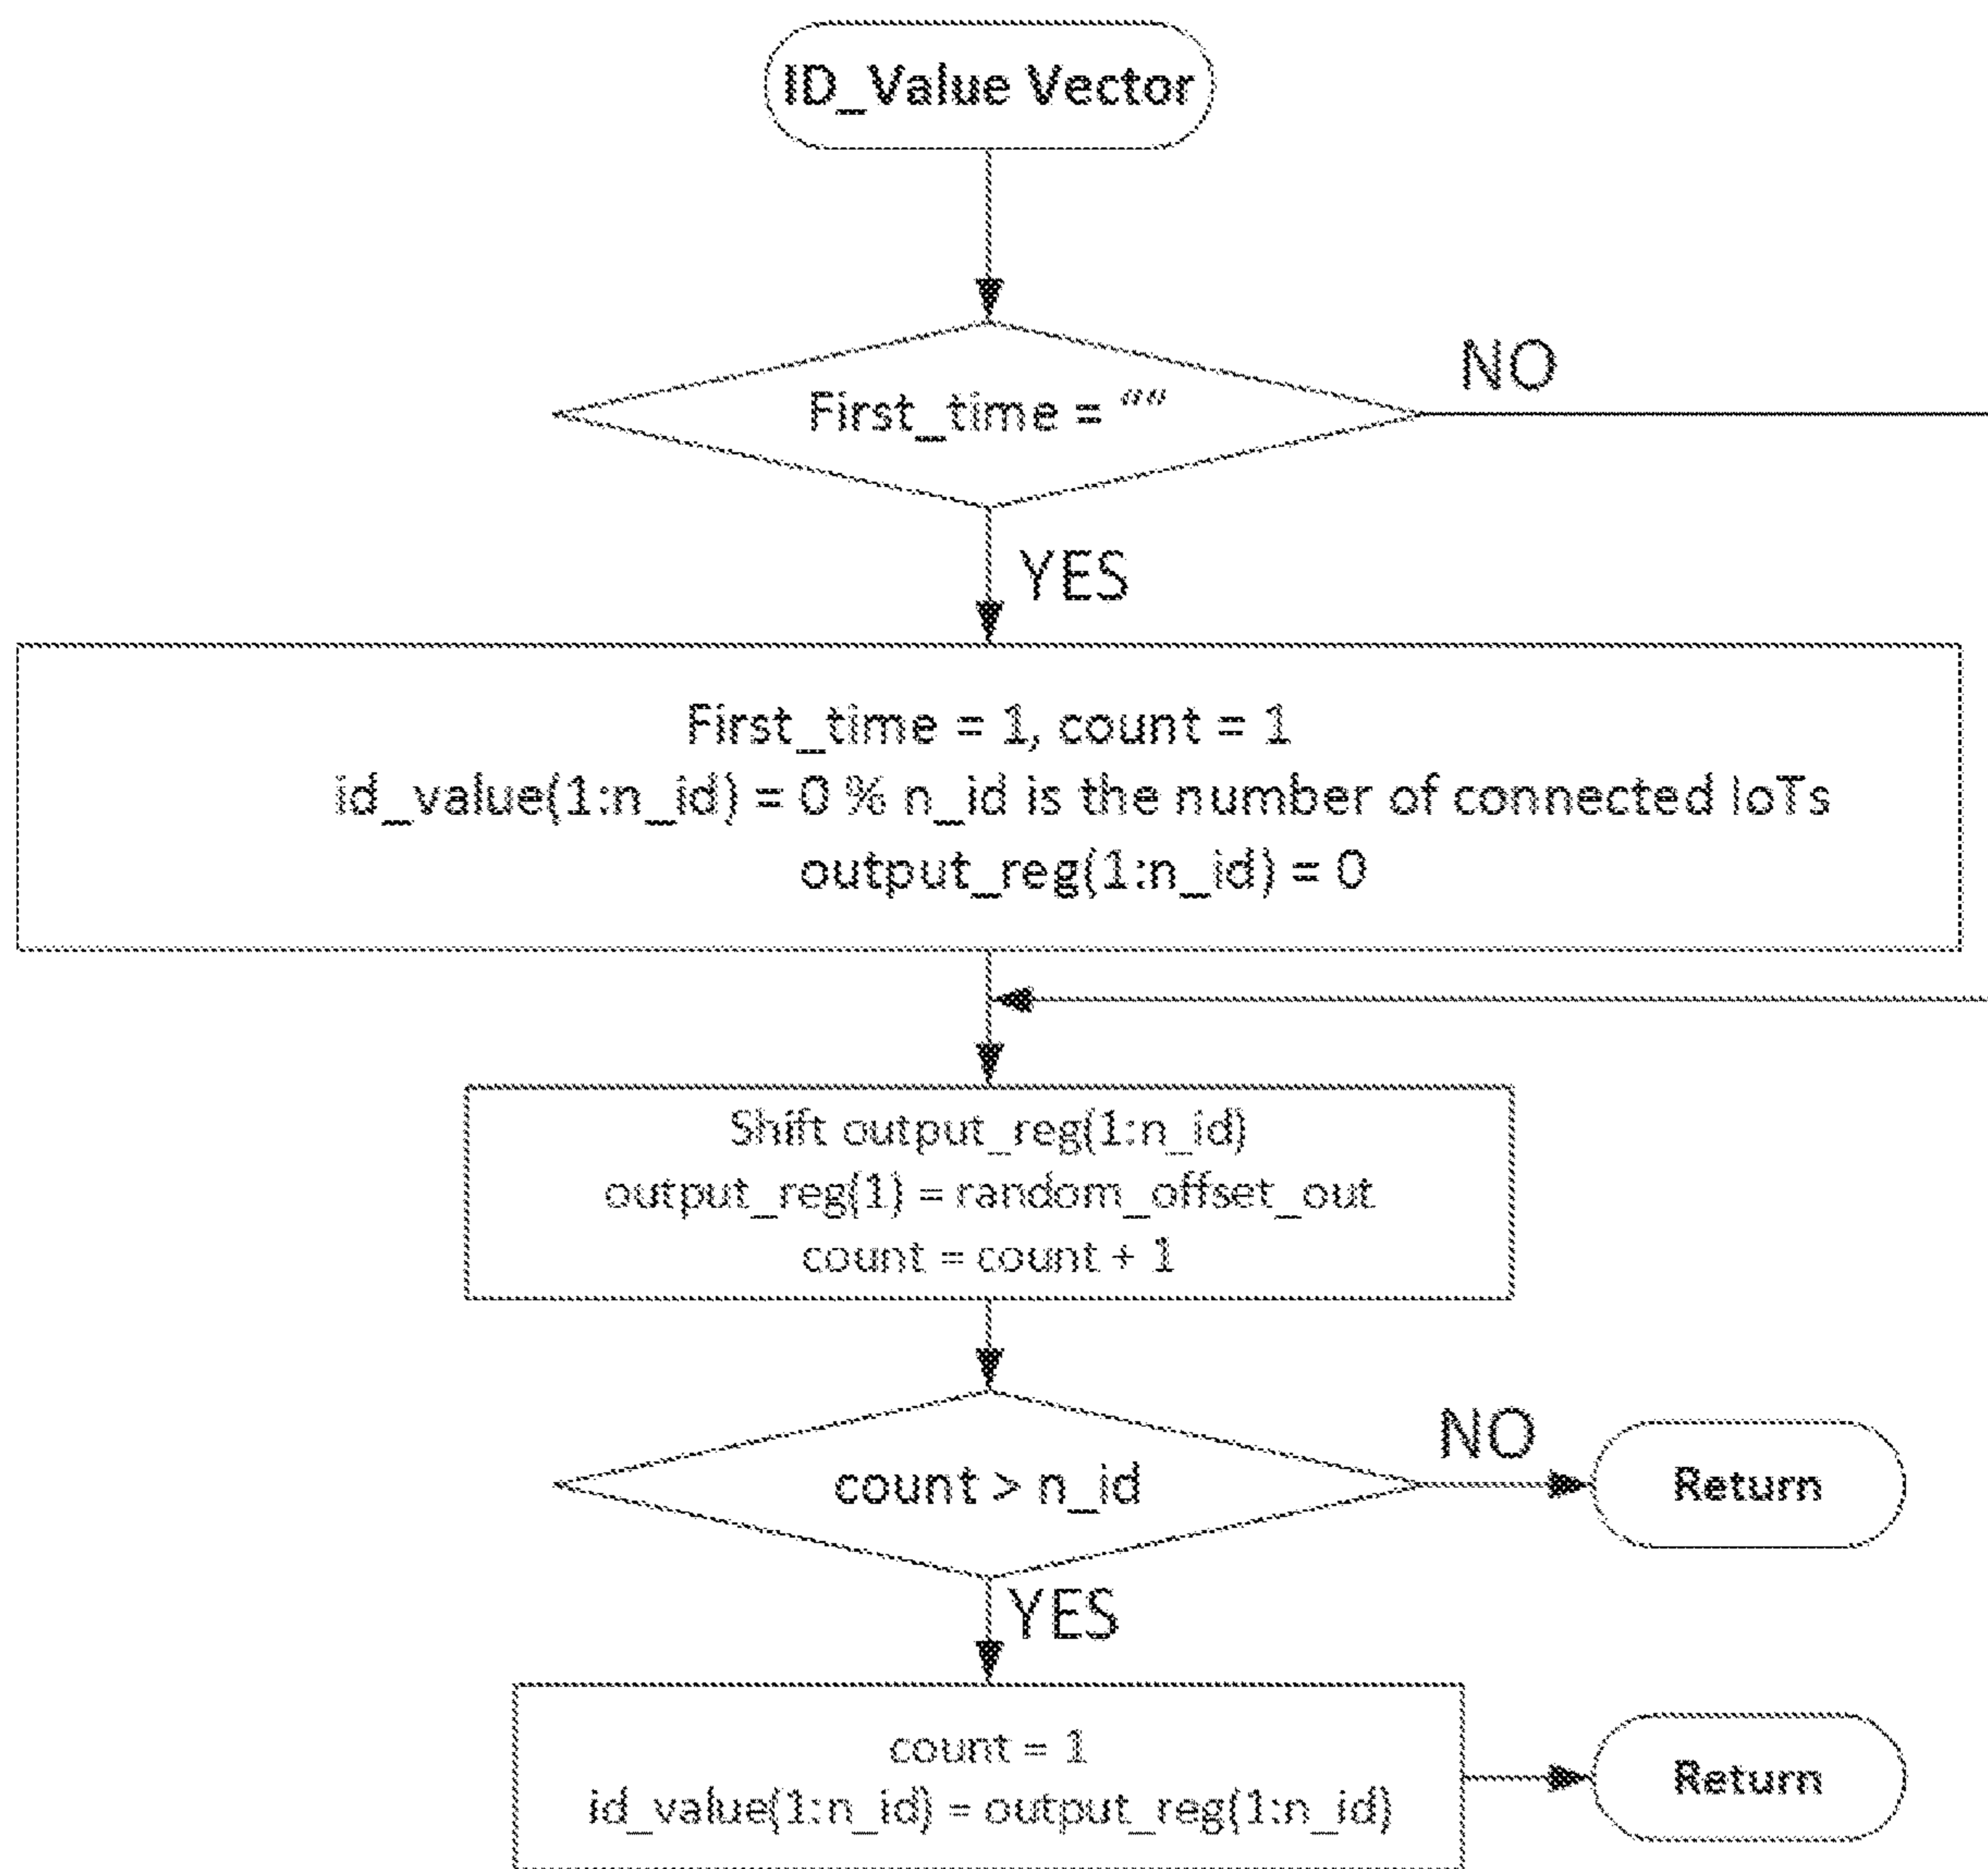 ID_Value Vector
First_time = ““
NO
YES
First_time = 1, count = 1
id_value(1:n_id) = 0 % n_id is the number of connected IoTs
output_reg(1:n_id) = 0
Shift output_reg(1:n_id)
output_reg(1) = random_offset_out
count = count + 1
count > n_id
NO
Return
YES
count = 1
id_value(1:n_id) = output_reg(1:n_id)
Return